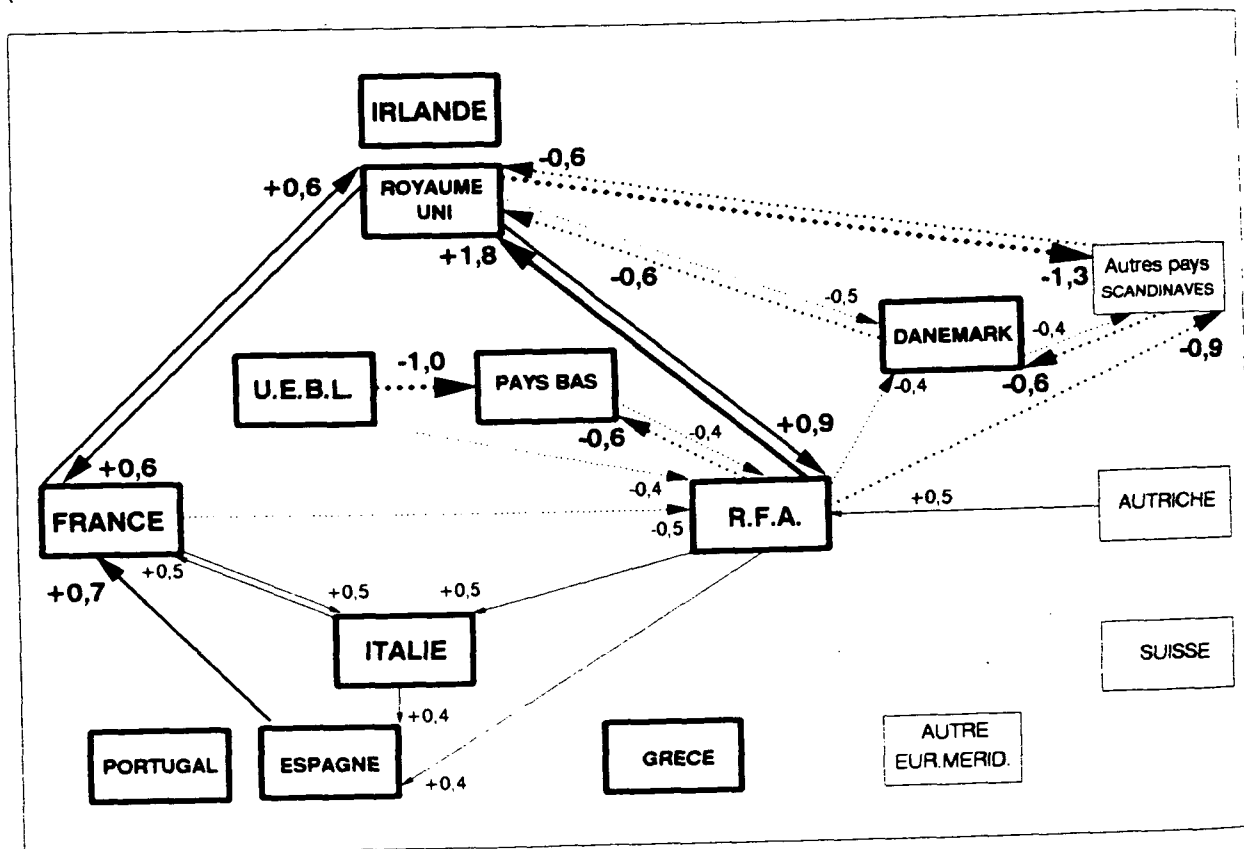 IRLANDE
-0,6
+0,6
ROYAUME
UNI
+1,8
-0,6
-1,3
Autres pays
SCANDINAVES
-0,5
DANEMARK
-0,4
-0,9
-0,6
-1,0
U.E.B.L.
PAYS BAS
-0,4
-0,6
-0,4
+0,9
+0,6
-0,4
FRANCE
-0,5
R.F.A.
+0,5
AUTRICHE
+0,7
+0,5
+0,5
+0,5
ITALIE
SUISSE
+0,4
PORTUGAL
ESPAGNE
+0,4
GRECE
AUTRE
EUR.MERID.